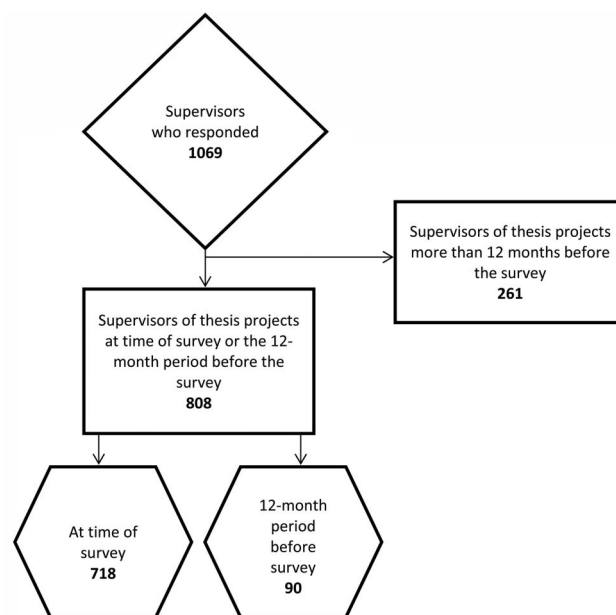 Supervisors
who responded
1069
Supervisors of thesis projects
more than 12 months before
the survey
261
Supervisors of thesis projects
at time of survey or the 12-
month period before the
survey
808
At time of
survey
718
12-month
period
before
survey
90